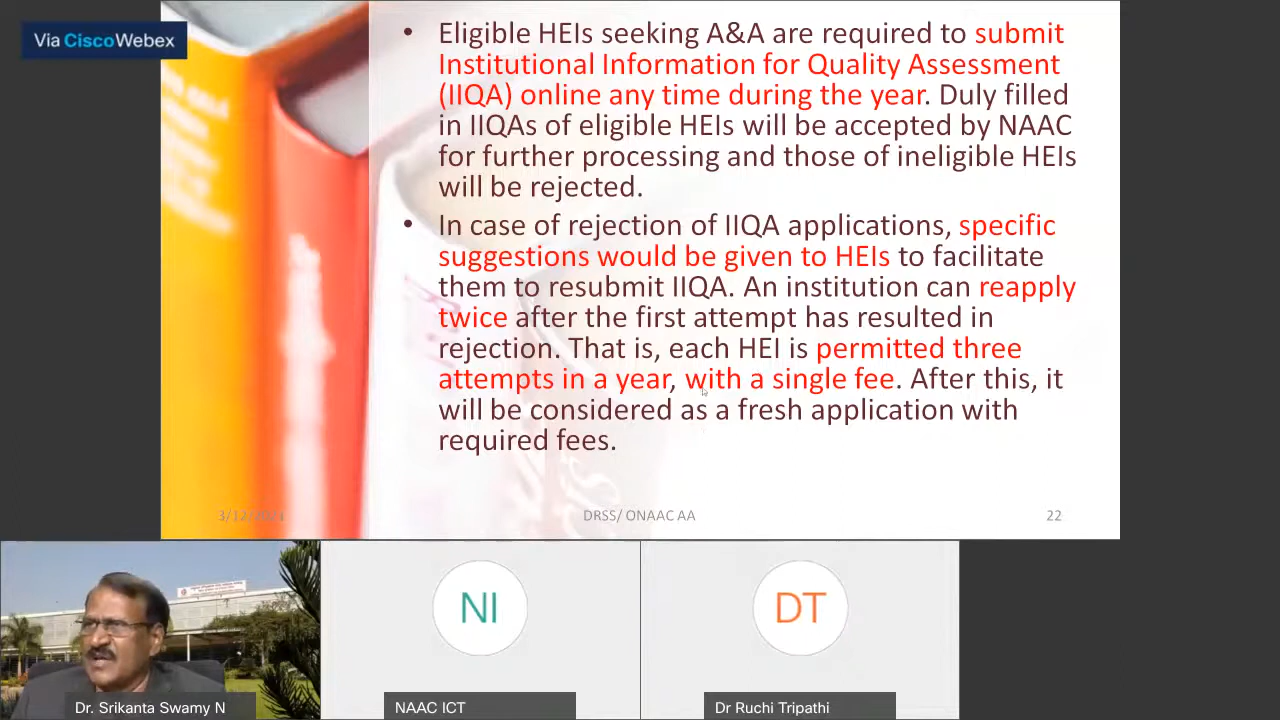 Via CiscoWebex
• Eligible HEIs seeking A&A are required to submit
Institutional Information for Quality Assessment
(IIQA) online any time during the year. Duly filled
in IIQAs of eligible HEIs will be accepted by NAAC
for further processing and those of ineligible HEIs
will be rejected.
• In case of rejection of IIQA applications, specific
suggestions would be given to HEIs to facilitate
them to resubmit IIQA. An institution can reapply
twice after the first attempt has resulted in
rejection. That is, each HEI is permitted three
attempts in a year, with a single fee. After this, it
will be considered as a fresh application with
required fees.
3/12/2021
DRSS/ ONAAC AA
22
NI
DT
Dr. Srikanta Swamy N
NAAC ICT
Dr Ruchi Tripathi